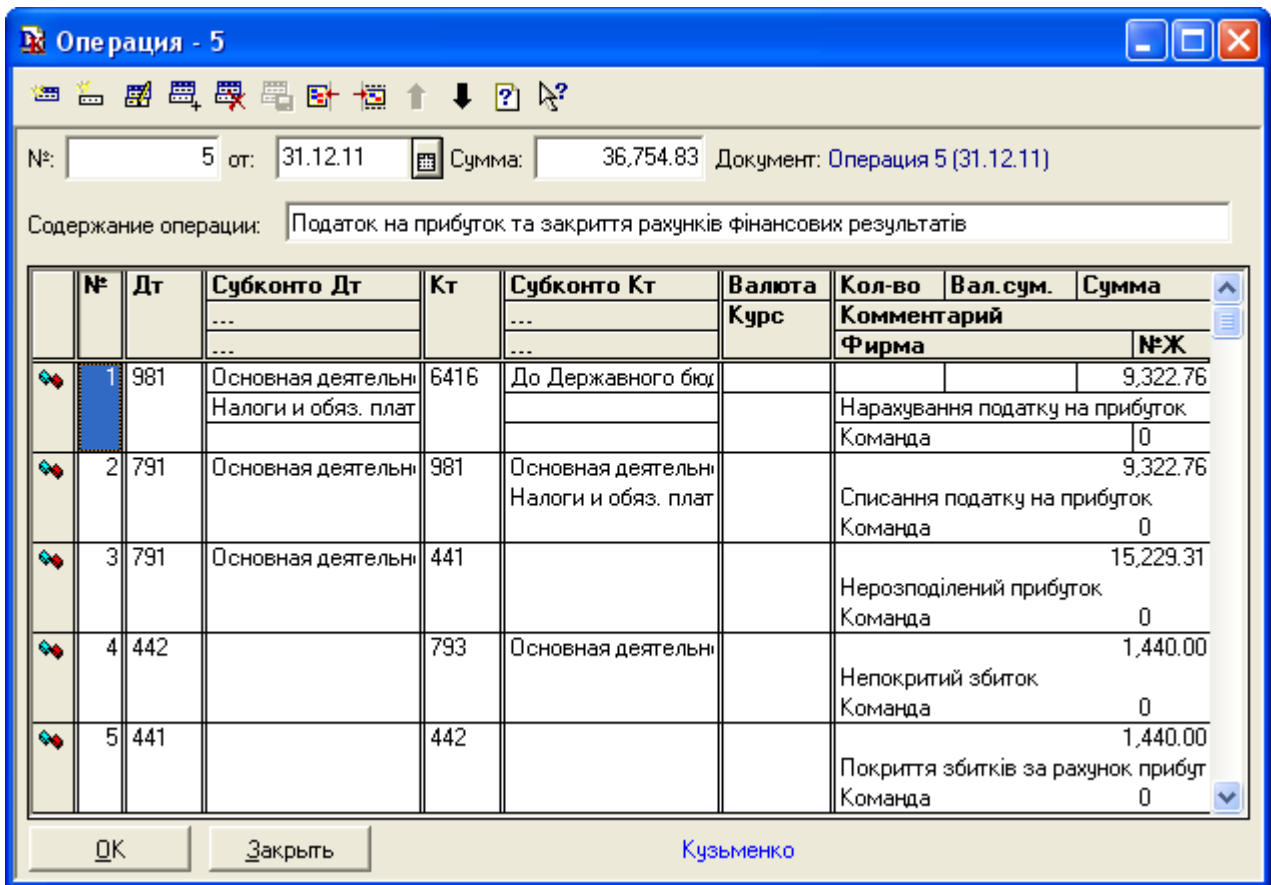 Операция - 5
№: 5 от: 31.12.11 Сумма: 36,754.83 Документ: Операция 5 (31.12.11)
Содержание операции: Податок на прибуток та закриття рахунків фінансових результатів
№ Дт Субконто Дт Кт Субконто Кт Валюта Кол-во Вал.сум. Сумма
... ... Курс Комментарий
... ... Фирма №Ж
1 981 Основная деятельн 6416 До Державного бюд 9,322.76
Налоги и обяз. плат Нарахування податку на прибуток
Команда 0
2 791 Основная деятельн 981 Основная деятельн 9,322.76
Налоги и обяз. плат Списання податку на прибуток
Команда 0
3 791 Основная деятельн 441 15,229.31
Нерозподілений прибуток
Команда 0
4 442 793 Основная деятельн 1,440.00
Непокритий збиток
Команда 0
5 441 442 1,440.00
Покриття збитків за рахунок прибут
Команда 0
OK Закрыть Кузьменко